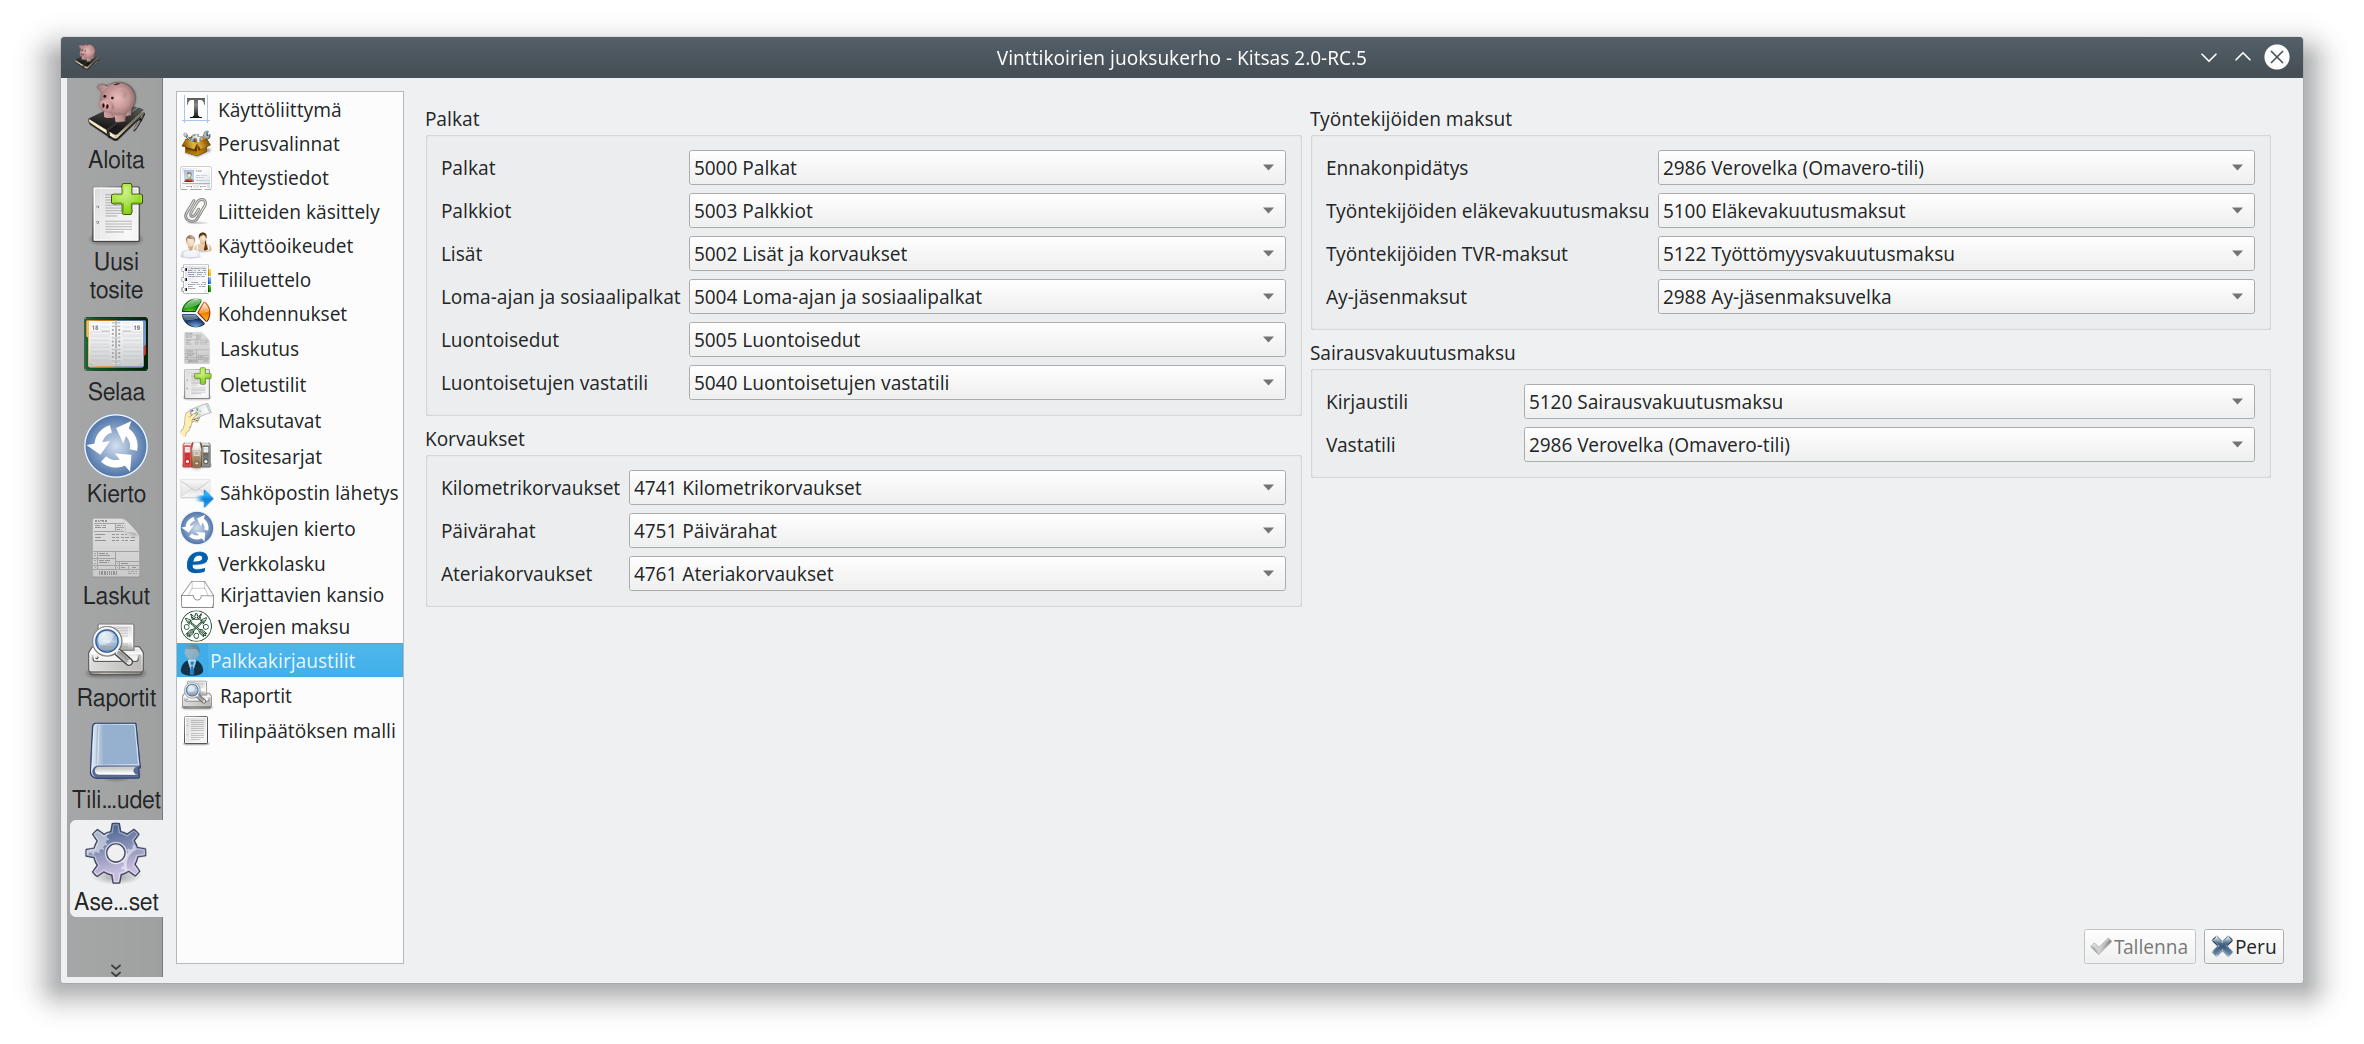 Vinttikoirien juoksukerho - Kitsas 2.0-RC.5
Aloita
Uusi
tosite
Selaa
Kierto
Laskut
Raportit
Tili...udet
Ase...set
Käyttöliittymä
Perusvalinnat
Yhteystiedot
Liitteiden käsittely
Käyttöoikeudet
Tililuettelo
Kohdennukset
Laskutus
Oletustilit
Maksutavat
Tositesarjat
Sähköpostin lähetys
Laskujen kierto
Verkkolasku
Kirjattavien kansio
Verojen maksu
Palkkakirjaustilit
Raportit
Tilinpäätöksen malli
Palkat
Palkat 5000 Palkat
Palkkiot 5003 Palkkiot
Lisät 5002 Lisät ja korvaukset
Loma-ajan ja sosiaalipalkat 5004 Loma-ajan ja sosiaalipalkat
Luontoisedut 5005 Luontoisedut
Luontoisetujen vastatili 5040 Luontoisetujen vastatili
Korvaukset
Kilometrikorvaukset 4741 Kilometrikorvaukset
Päivärahat 4751 Päivärahat
Ateriakorvaukset 4761 Ateriakorvaukset
Työntekijöiden maksut
Ennakonpidätys 2986 Verovelka (Omavero-tili)
Työntekijöiden eläkevakuutusmaksu 5100 Eläkevakuutusmaksut
Työntekijöiden TVR-maksut 5122 Työttömyysvakuutusmaksu
Ay-jäsenmaksut 2988 Ay-jäsenmaksuvelka
Sairausvakuutusmaksu
Kirjaustili 5120 Sairausvakuutusmaksu
Vastatili 2986 Verovelka (Omavero-tili)
Tallenna Peru